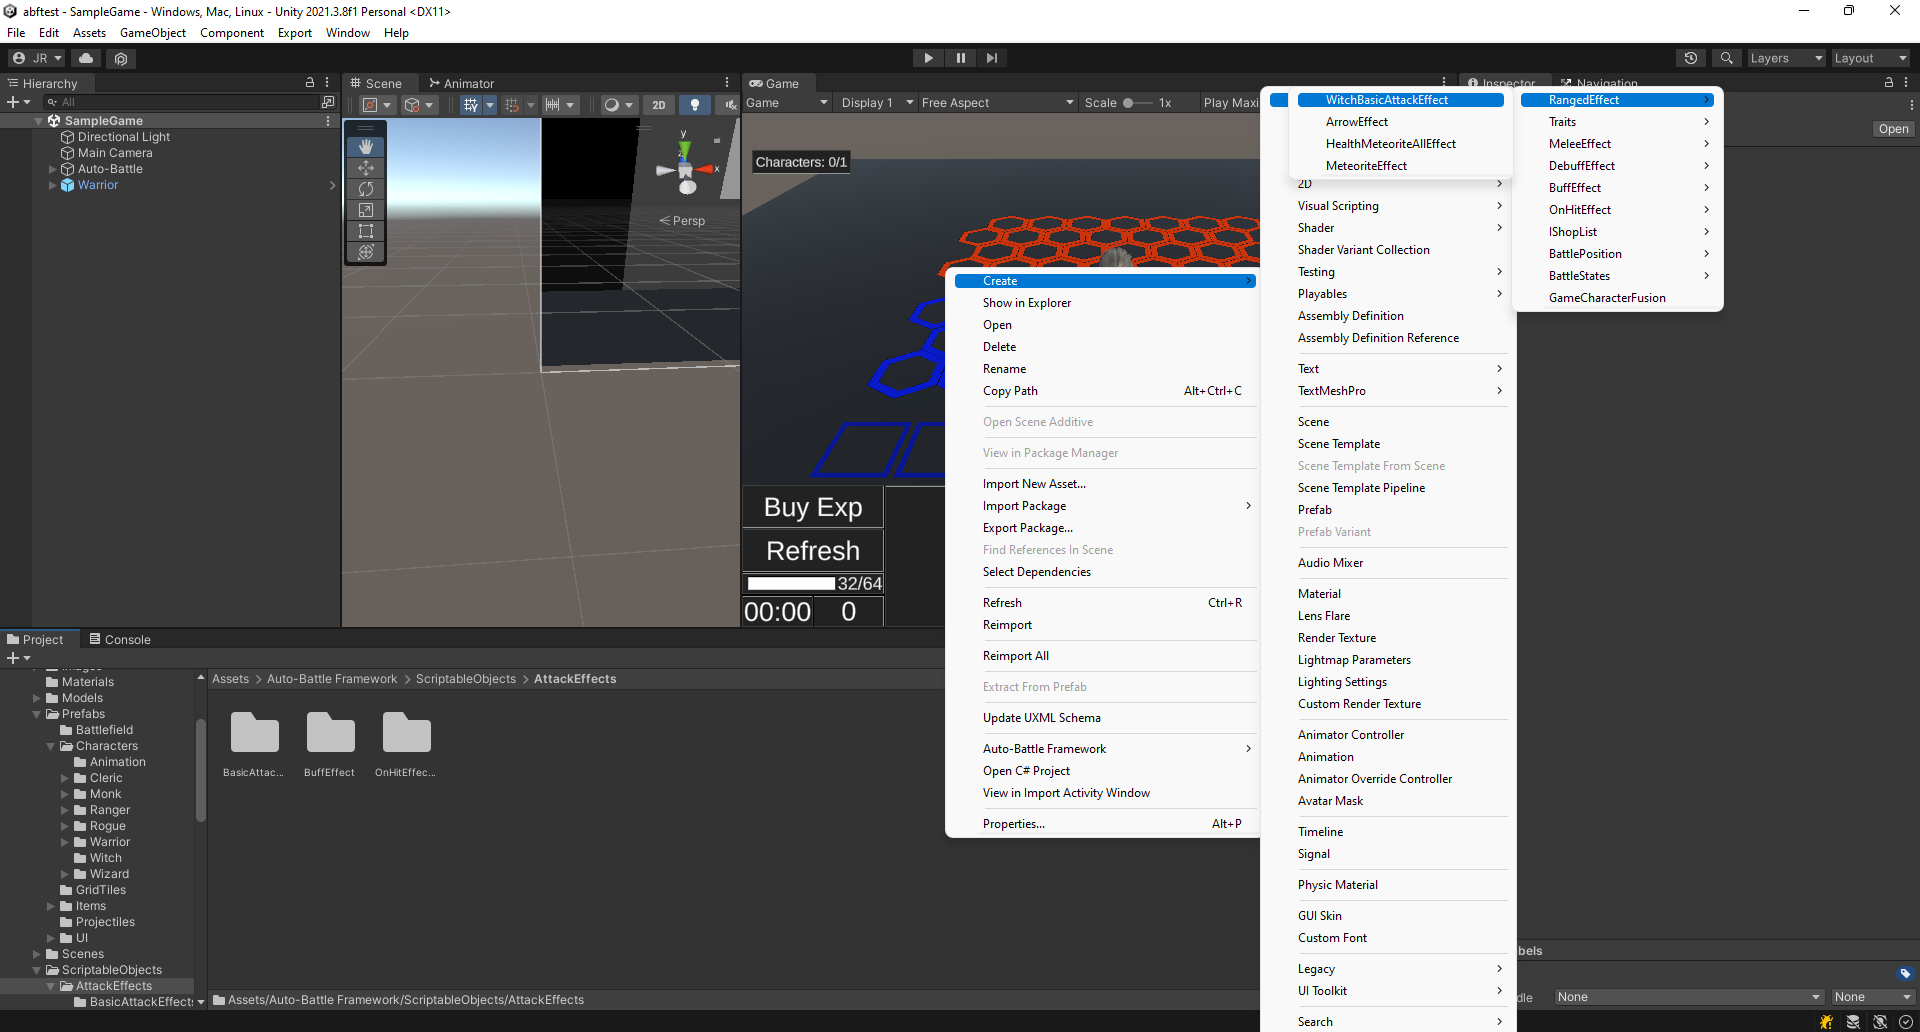 abftest - SampleGame - Windows, Mac, Linux - Unity 2021.3.8f1 Personal <DX11>
File Edit Assets GameObject Component Export Window Help
JR
Layers
Layout
Hierarchy
All
SampleGame
Directional Light
Main Camera
Auto-Battle
Warrior
Scene
Animator
2D
y
x
Persp
Game
Game
Display 1
Free Aspect
Scale
1x
Play Maxi
Characters: 0/1
Buy Exp
Refresh
32/64
00:00
0
Inspector
Navigation
Open
Project
Console
Materials
Models
Prefabs
Battlefield
Characters
Animation
Cleric
Monk
Ranger
Rogue
Warrior
Witch
Wizard
GridTiles
Items
Projectiles
UI
Scenes
ScriptableObjects
AttackEffects
BasicAttackEffects
Assets > Auto-Battle Framework > ScriptableObjects > AttackEffects
BasicAttac...
BuffEffect
OnHitEffec...
Assets/Auto-Battle Framework/ScriptableObjects/AttackEffects
Create
Show in Explorer
Open
Delete
Rename
Copy Path Alt+Ctrl+C
Open Scene Additive
View in Package Manager
Import New Asset...
Import Package
Export Package...
Find References In Scene
Select Dependencies
Refresh Ctrl+R
Reimport
Reimport All
Extract From Prefab
Update UXML Schema
Auto-Battle Framework
Open C# Project
View in Import Activity Window
Properties... Alt+P
2D
Visual Scripting
Shader
Shader Variant Collection
Testing
Playables
Assembly Definition
Assembly Definition Reference
Text
TextMeshPro
Scene
Scene Template
Scene Template From Scene
Scene Template Pipeline
Prefab
Prefab Variant
Audio Mixer
Material
Lens Flare
Render Texture
Lightmap Parameters
Lighting Settings
Custom Render Texture
Animator Controller
Animation
Animator Override Controller
Avatar Mask
Timeline
Signal
Physic Material
GUI Skin
Custom Font
Legacy
UI Toolkit
Search
WitchBasicAttackEffect
ArrowEffect
HealthMeteoriteAllEffect
MeteoriteEffect
RangedEffect
Traits
MeleeEffect
DebuffEffect
BuffEffect
OnHitEffect
IShopList
BattlePosition
BattleStates
GameCharacterFusion
bels
dle
None
None